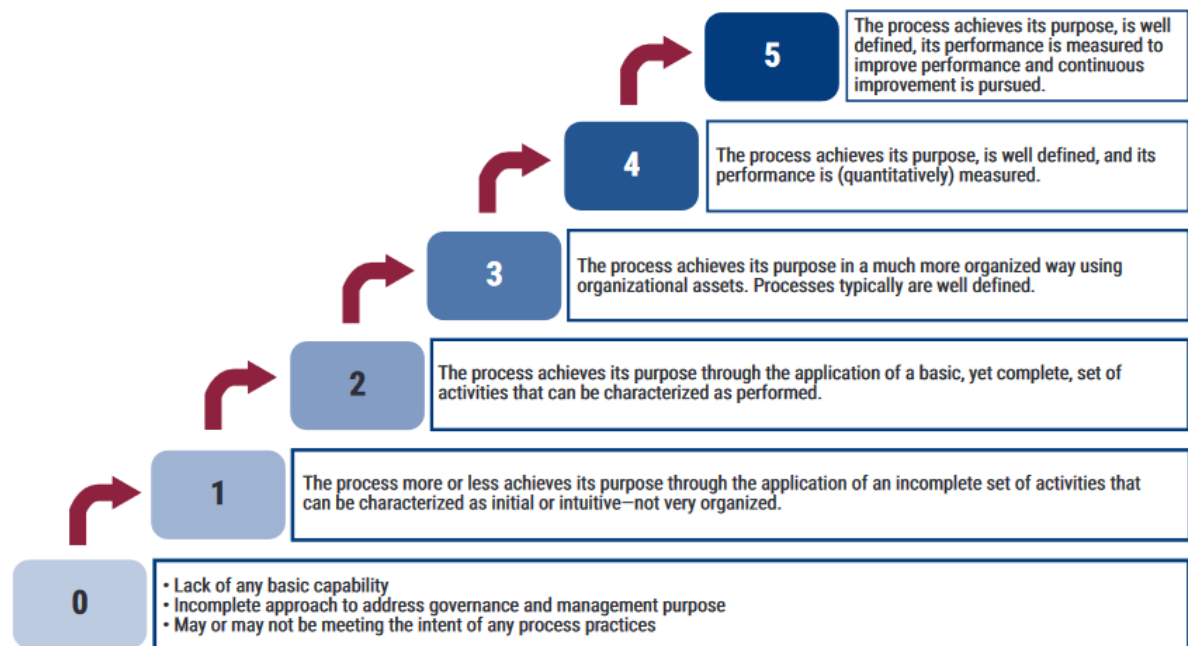 5
The process achieves its purpose, is well
defined, its performance is measured to
improve performance and continuous
improvement is pursued.
4
The process achieves its purpose, is well defined, and its
performance is (quantitatively) measured.
3
The process achieves its purpose in a much more organized way using
organizational assets. Processes typically are well defined.
2
The process achieves its purpose through the application of a basic, yet complete, set of
activities that can be characterized as performed.
1
The process more or less achieves its purpose through the application of an incomplete set of activities that
can be characterized as initial or intuitive—not very organized.
0
• Lack of any basic capability
• Incomplete approach to address governance and management purpose
• May or may not be meeting the intent of any process practices